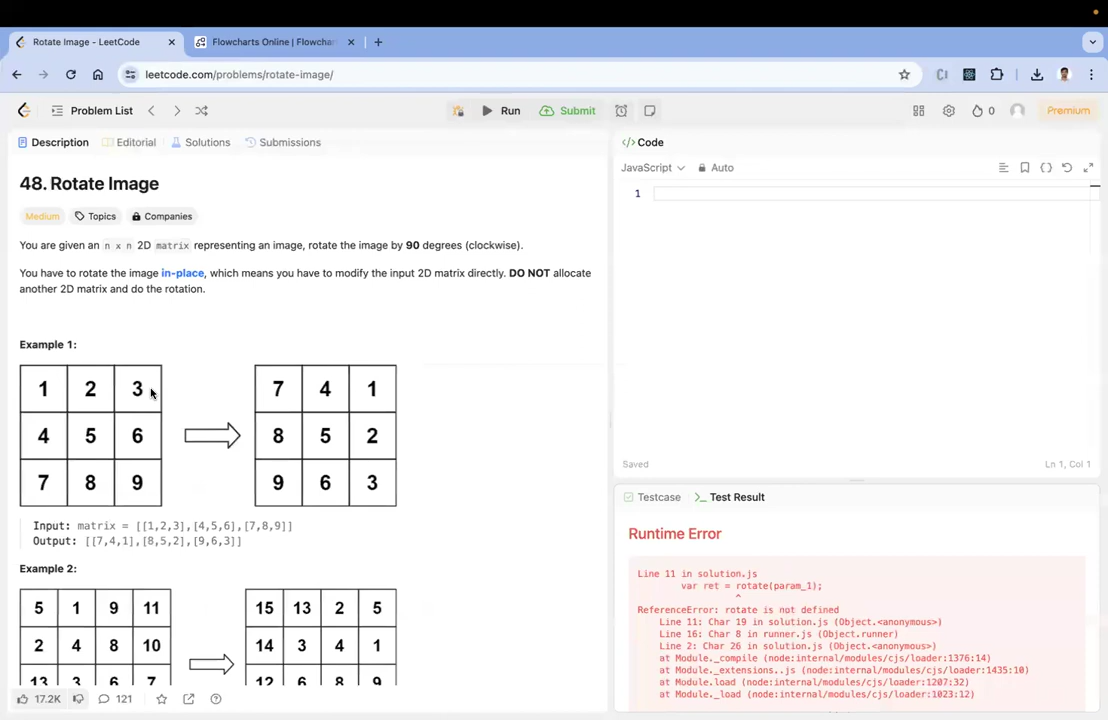 Rotate Image - LeetCode
Flowcharts Online | Flowchar
leetcode.com/problems/rotate-image/
Problem List
Run
Submit
0
Premium
Description
Editorial
Solutions
Submissions
</> Code
JavaScript
Auto
48. Rotate Image
Medium
Topics
Companies
1
You are given an n x n 2D matrix representing an image, rotate the image by 90 degrees (clockwise).
You have to rotate the image in-place, which means you have to modify the input 2D matrix directly. DO NOT allocate
another 2D matrix and do the rotation.
Example 1:
1 2 3
4 5 6
7 8 9
7 4 1
8 5 2
9 6 3
Input: matrix = [[1,2,3],[4,5,6],[7,8,9]]
Output: [[7,4,1],[8,5,2],[9,6,3]]
Example 2:
5 1 9 11
2 4 8 10
13 3 6 7
15 13 2 5
14 3 4 1
12 6 8 9
17.2K
121
Saved
Ln 1, Col 1
Testcase
Test Result
Runtime Error
Line 11 in solution.js
var ret = rotate(param_1);
^
ReferenceError: rotate is not defined
Line 11: Char 19 in solution.js (Object.<anonymous>)
Line 16: Char 8 in runner.js (Object.runner)
Line 2: Char 26 in solution.js (Object.<anonymous>)
at Module._compile (node:internal/modules/cjs/loader:1376:14)
at Module._extensions..js (node:internal/modules/cjs/loader:1435:10)
at Module.load (node:internal/modules/cjs/loader:1207:32)
at Module._load (node:internal/modules/cjs/loader:1023:12)